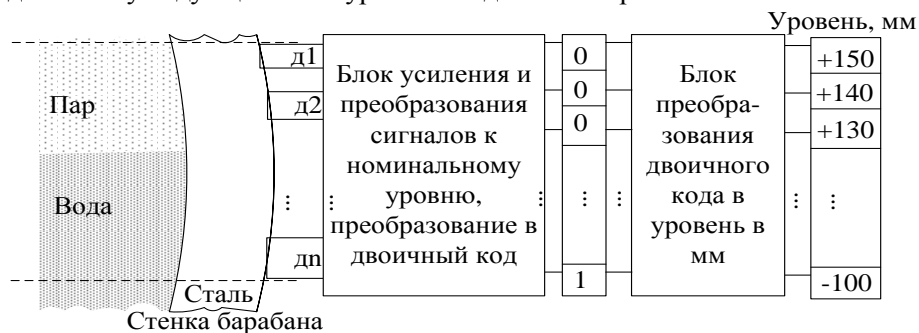 Уровень, мм
Пар
Вода
Сталь
Стенка барабана
д1
д2
⋮
дn
⋮
Блок усиления и
преобразования
сигналов к
номинальному
уровню,
преобразование в
двоичный код
⋮
0
0
0
⋮
1
⋮
Блок
преобра-
зования
двоичного
кода в
уровень в
мм
⋮
+150
+140
+130
⋮
-100